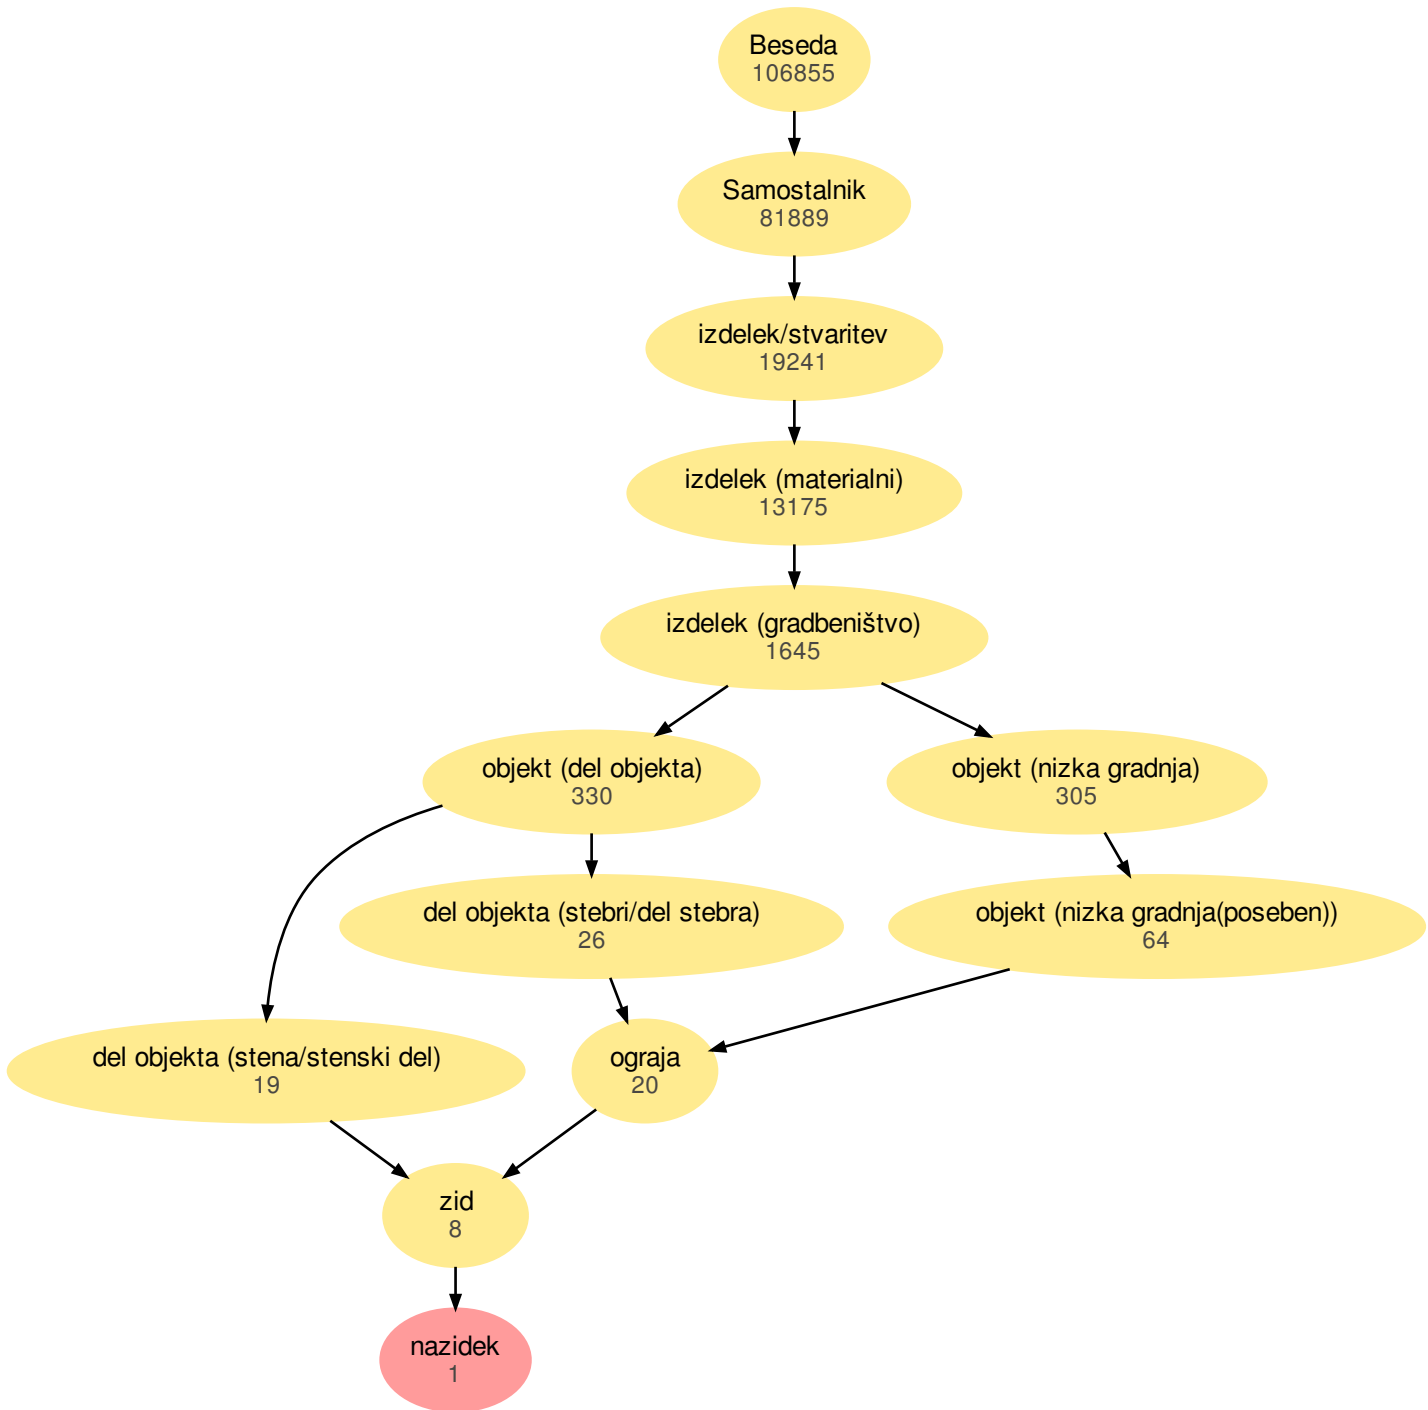 Beseda
106855
Samostalnik
81889
izdelek/stvaritev
19241
izdelek (materialni)
13175
izdelek (gradbeništvo)
1645
objekt (del objekta)
330
objekt (nizka gradnja)
305
del objekta (stebri/del stebra)
26
objekt (nizka gradnja(poseben))
64
del objekta (stena/stenski del)
19
ograja
20
zid
8
nazidek
1